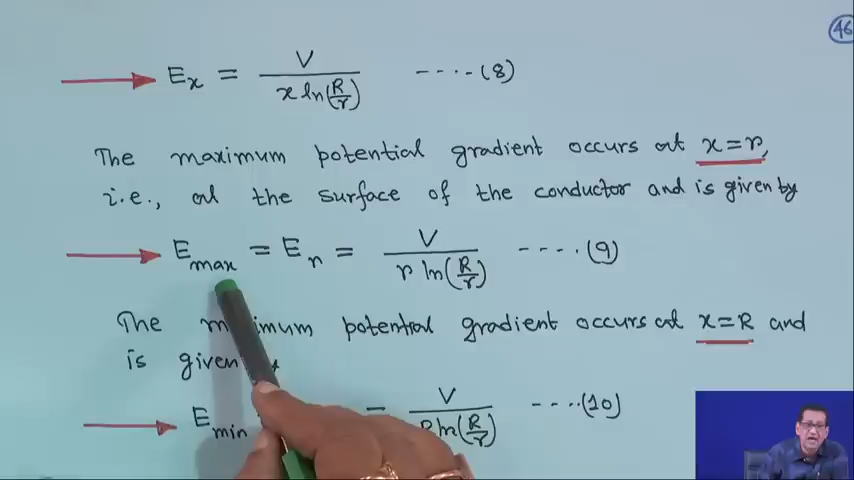 46
Ex = V / x ln(R/r) ----(8)
The maximum potential gradient occurs at x=r,
i.e., at the surface of the conductor and is given by
Emax = Er = V / r ln(R/r) ----(9)
The potential gradient occurs at x=R and
is given
Emin = V / R ln(R/r) ----(10)